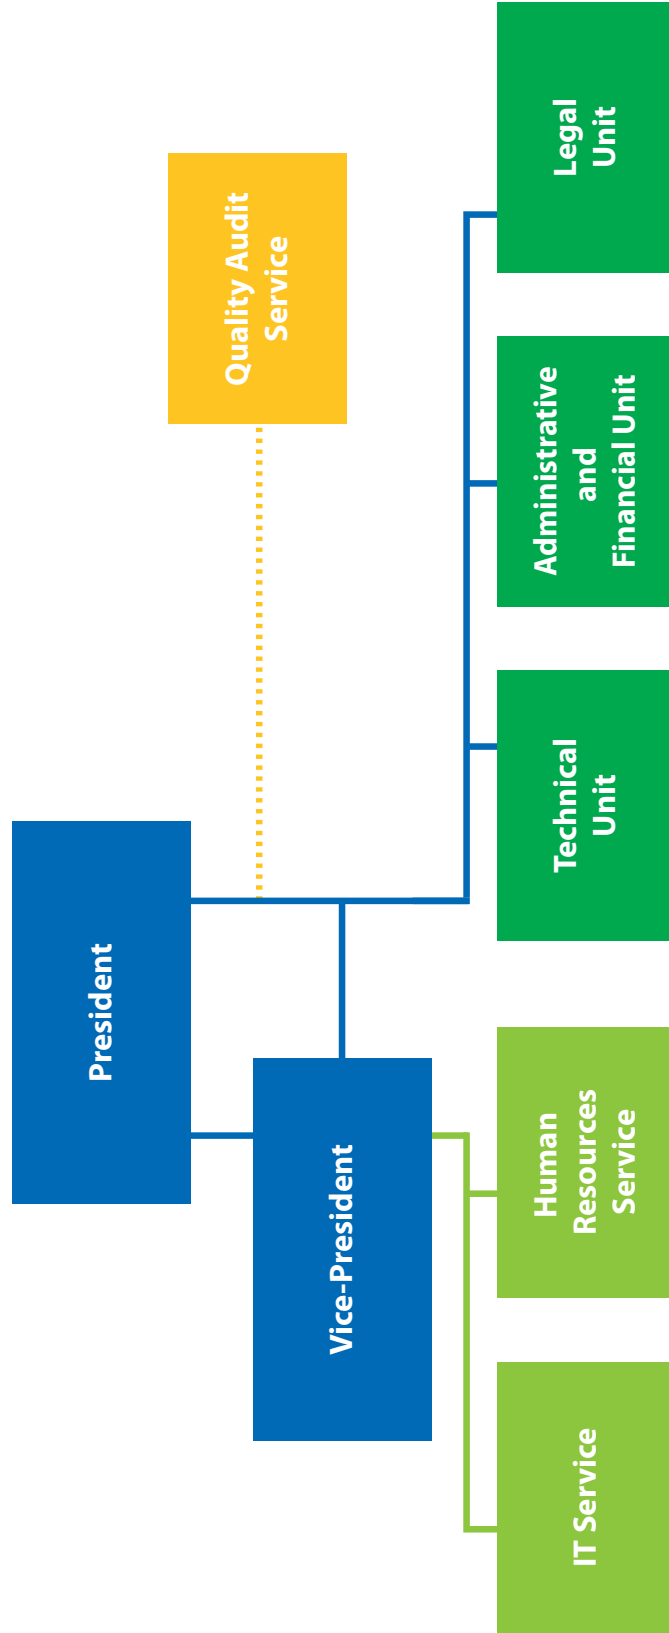 President
Quality Audit
Service
Vice-President
IT Service
Human
Resources
Service
Technical
Unit
Administrative
and
Financial Unit
Legal
Unit